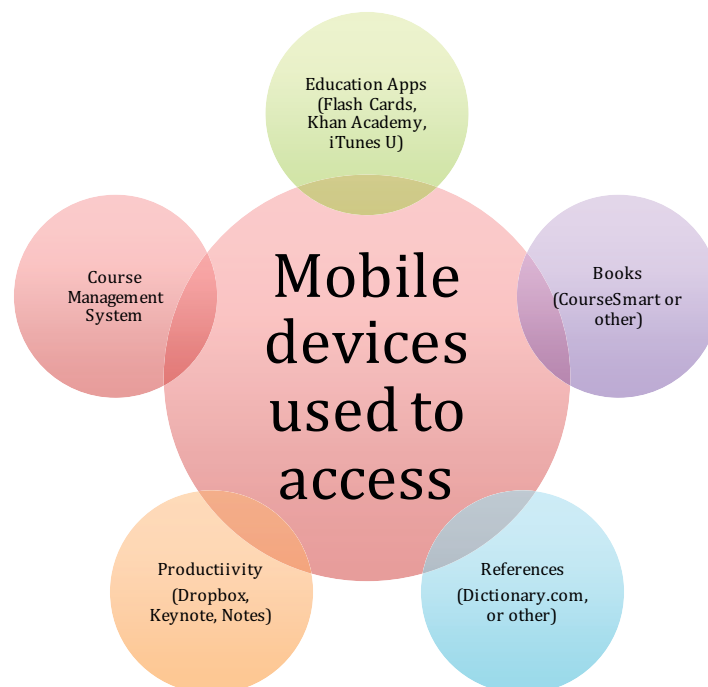 Education Apps
(Flash Cards,
Khan Academy,
iTunes U)
Mobile
devices
used to
access
Books
(CourseSmart or
other)
References
(Dictionary.com,
or other)
Productiivity
(Dropbox,
Keynote, Notes)
Course
Management
System